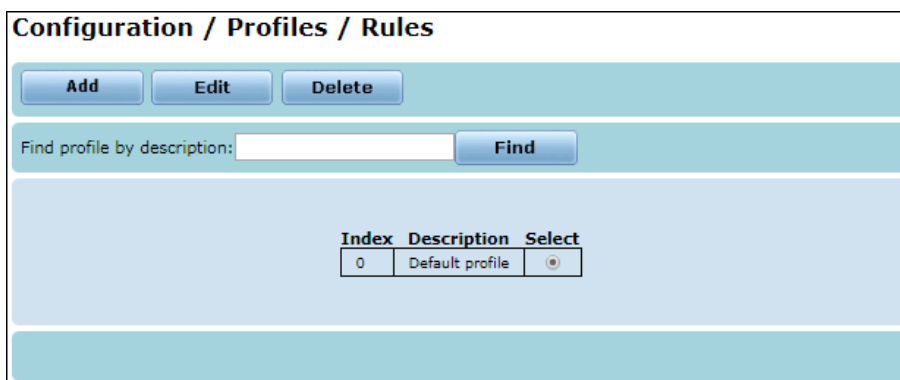 Configuration / Profiles / Rules
Add Edit Delete
Find profile by description: Find
Index Description Select
0 Default profile